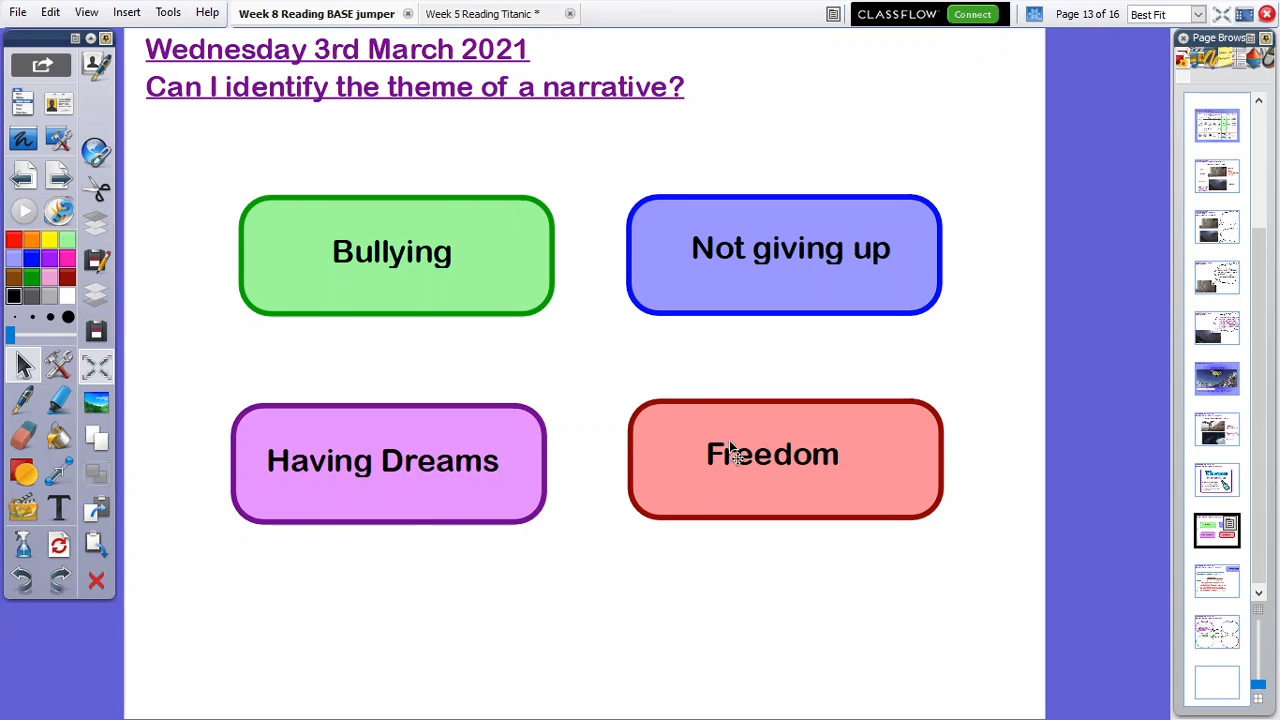 File Edit View Insert Tools Help Week 8 Reading BASE jumper Week 5 Reading Titanic * CLASSFLOW Connect Page 13 of 16 Best Fit
Page Brows
Wednesday 3rd March 2021
Can I identify the theme of a narrative?
Bullying
Not giving up
Having Dreams
Freedom
T